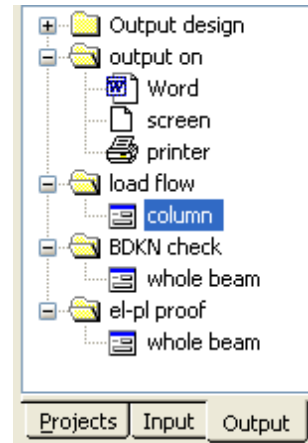 Output design
output on
Word
screen
printer
load flow
column
BDKN check
whole beam
el-pl proof
whole beam
Projects Input Output